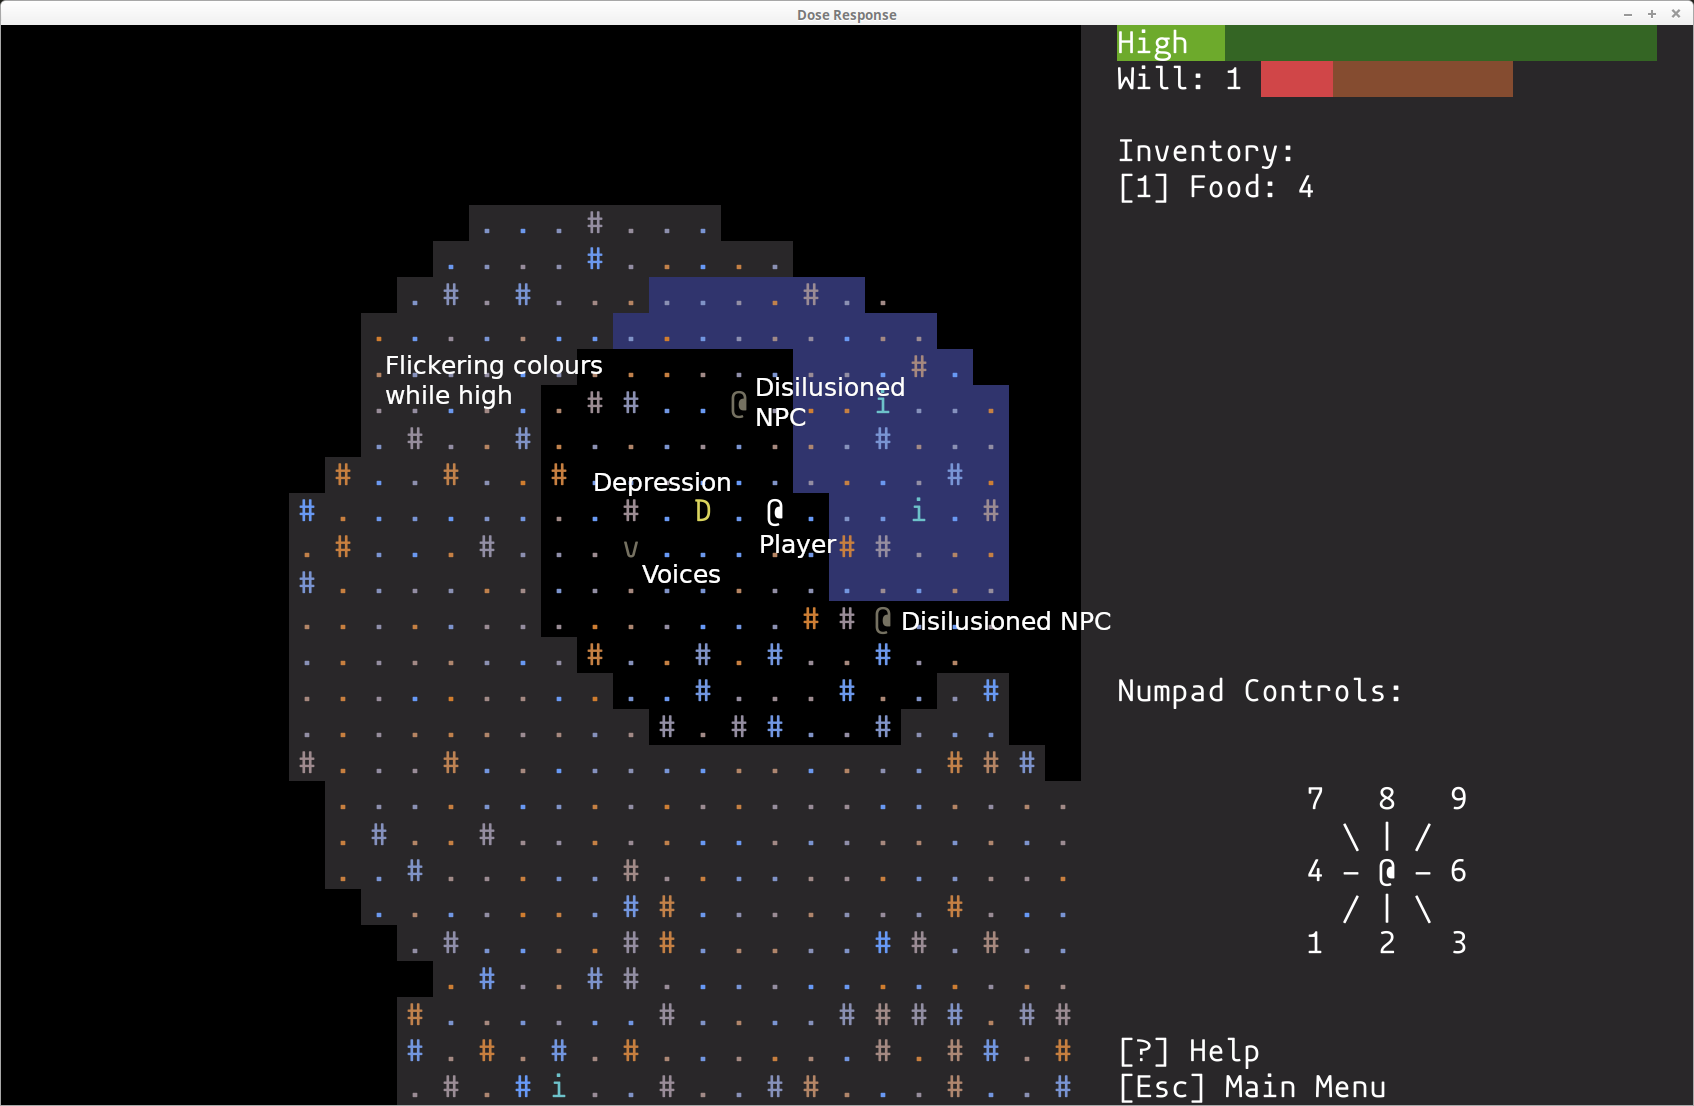 Dose Response
High
Will: 1
Inventory:
[1] Food: 4
Flickering colours
while high
Disilusioned
NPC
Depression
D
@
Player
v
Voices
@
Disilusioned NPC
i
i
i
Numpad Controls:
7 8 9
\ | /
4 - @ - 6
/ | \
1 2 3
[?] Help
[Esc] Main Menu